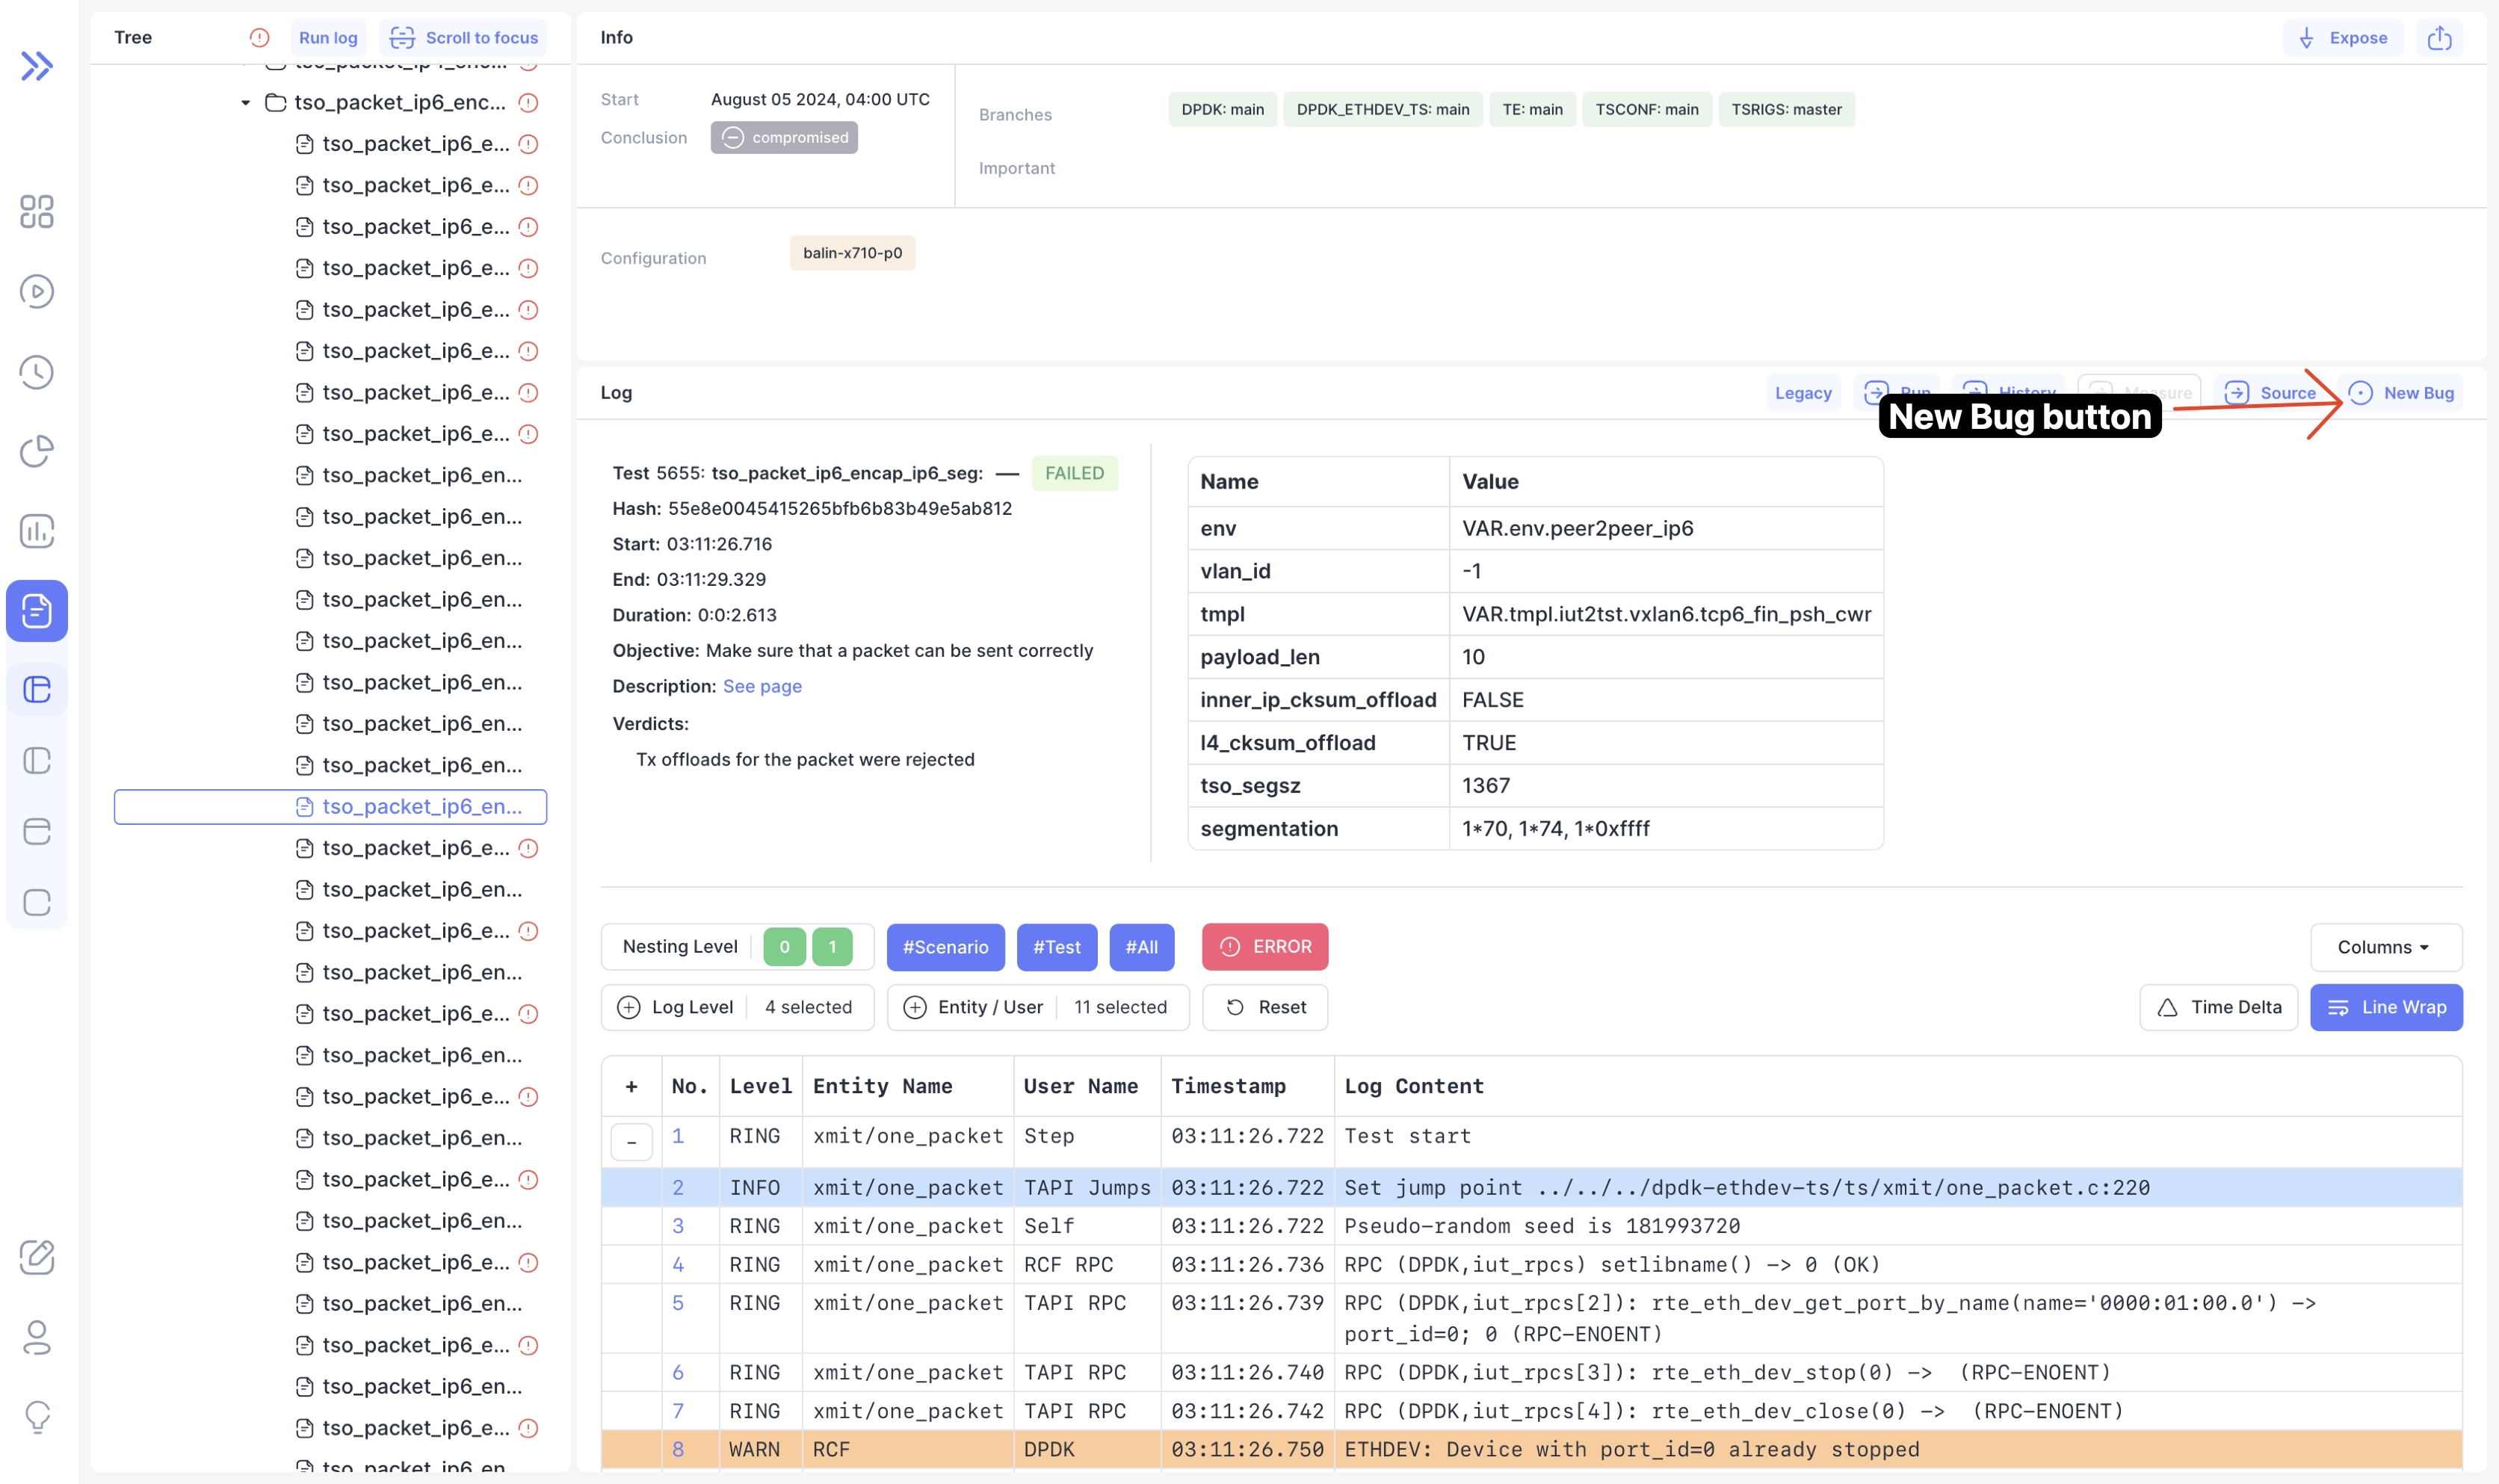 Tree
Run log
Scroll to focus
tso_packet_ip6_enc...
tso_packet_ip6_e...
tso_packet_ip6_e...
tso_packet_ip6_e...
tso_packet_ip6_e...
tso_packet_ip6_e...
tso_packet_ip6_e...
tso_packet_ip6_e...
tso_packet_ip6_e...
tso_packet_ip6_en...
tso_packet_ip6_en...
tso_packet_ip6_en...
tso_packet_ip6_en...
tso_packet_ip6_en...
tso_packet_ip6_en...
tso_packet_ip6_en...
tso_packet_ip6_en...
tso_packet_ip6_en...
tso_packet_ip6_e...
tso_packet_ip6_en...
tso_packet_ip6_e...
tso_packet_ip6_en...
tso_packet_ip6_e...
tso_packet_ip6_en...
tso_packet_ip6_e...
tso_packet_ip6_en...
tso_packet_ip6_e...
tso_packet_ip6_en...
tso_packet_ip6_e...
tso_packet_ip6_en...
tso_packet_ip6_e...
tso_packet_ip6_en...
tso_packet_ip6_e...
Info
Expose
Start August 05 2024, 04:00 UTC
Conclusion compromised
Branches DPDK: main DPDK_ETHDEV_TS: main TE: main TSCONF: main TSRIGS: master
Important
Configuration balin-x710-p0
Log
Legacy Run History Measure Source New Bug
New Bug button
Test 5655: tso_packet_ip6_encap_ip6_seg: — FAILED
Hash: 55e8e0045415265bfb6b83b49e5ab812
Start: 03:11:26.716
End: 03:11:29.329
Duration: 0:0:2.613
Objective: Make sure that a packet can be sent correctly
Description: See page
Verdicts:
Tx offloads for the packet were rejected
Name Value
env VAR.env.peer2peer_ip6
vlan_id -1
tmpl VAR.tmpl.iut2tst.vxlan6.tcp6_fin_psh_cwr
payload_len 10
inner_ip_cksum_offload FALSE
l4_cksum_offload TRUE
tso_segsz 1367
segmentation 1*70, 1*74, 1*0xffff
Nesting Level 0 1 #Scenario #Test #All ERROR Columns
Log Level 4 selected Entity / User 11 selected Reset Time Delta Line Wrap
+ No. Level Entity Name User Name Timestamp Log Content
- 1 RING xmit/one_packet Step 03:11:26.722 Test start
2 INFO xmit/one_packet TAPI Jumps 03:11:26.722 Set jump point ../../../dpdk-ethdev-ts/ts/xmit/one_packet.c:220
3 RING xmit/one_packet Self 03:11:26.722 Pseudo-random seed is 181993720
4 RING xmit/one_packet RCF RPC 03:11:26.736 RPC (DPDK,iut_rpcs) setlibname() -> 0 (OK)
5 RING xmit/one_packet TAPI RPC 03:11:26.739 RPC (DPDK,iut_rpcs[2]): rte_eth_dev_get_port_by_name(name='0000:01:00.0') ->
port_id=0; 0 (RPC-ENOENT)
6 RING xmit/one_packet TAPI RPC 03:11:26.740 RPC (DPDK,iut_rpcs[3]): rte_eth_dev_stop(0) -> (RPC-ENOENT)
7 RING xmit/one_packet TAPI RPC 03:11:26.742 RPC (DPDK,iut_rpcs[4]): rte_eth_dev_close(0) -> (RPC-ENOENT)
8 WARN RCF DPDK 03:11:26.750 ETHDEV: Device with port_id=0 already stopped